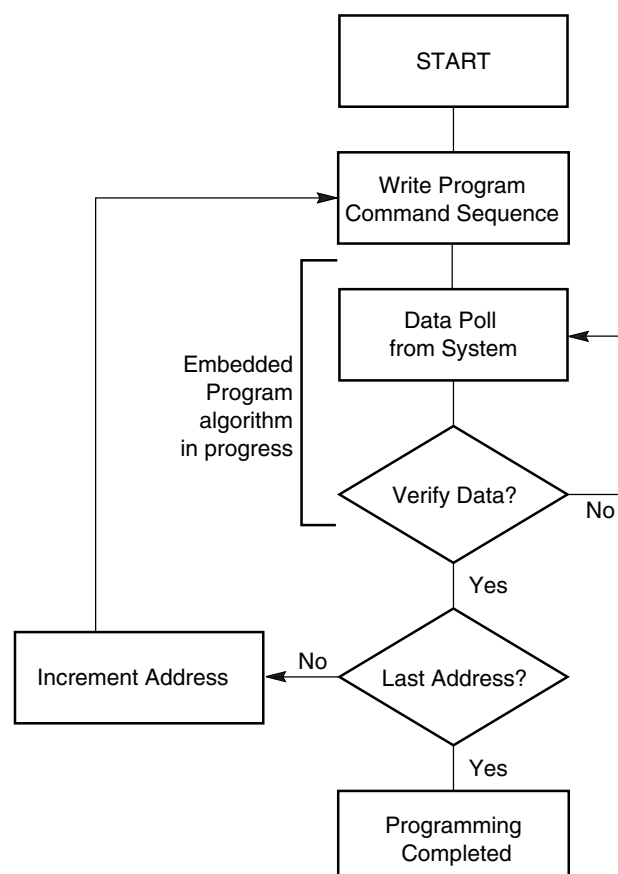 START
Write Program
Command Sequence
Data Poll
from System
Embedded
Program
algorithm
in progress
Verify Data?
No
Yes
Increment Address
No
Last Address?
Yes
Programming
Completed